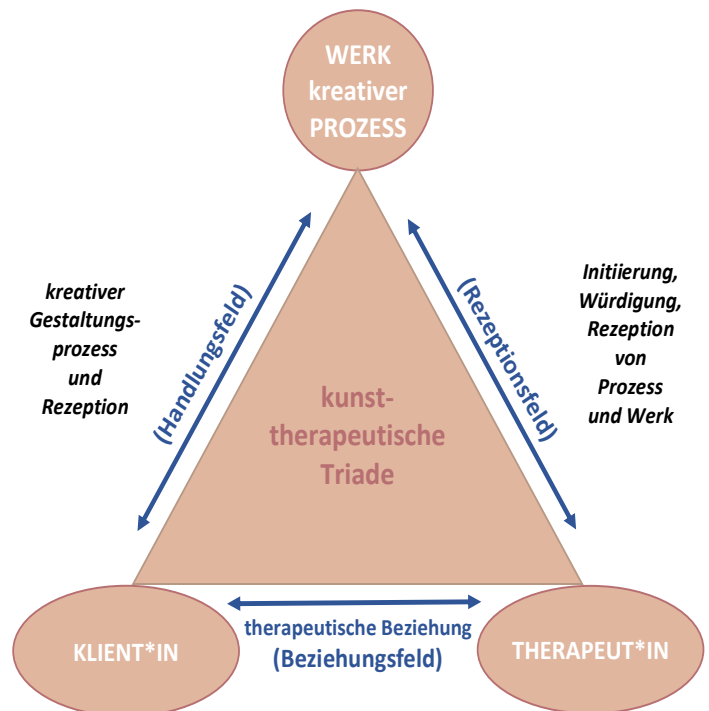 WERK
kreativer
PROZESS
kreativer
Gestaltungs-
prozess
und
Rezeption
(Handlungsfeld)
(Rezeptionsfeld)
Initiierung,
Würdigung,
Rezeption
von
Prozess
und Werk
kunst-
therapeutische
Triade
KLIENT*IN
therapeutische Beziehung
(Beziehungsfeld)
THERAPEUT*IN